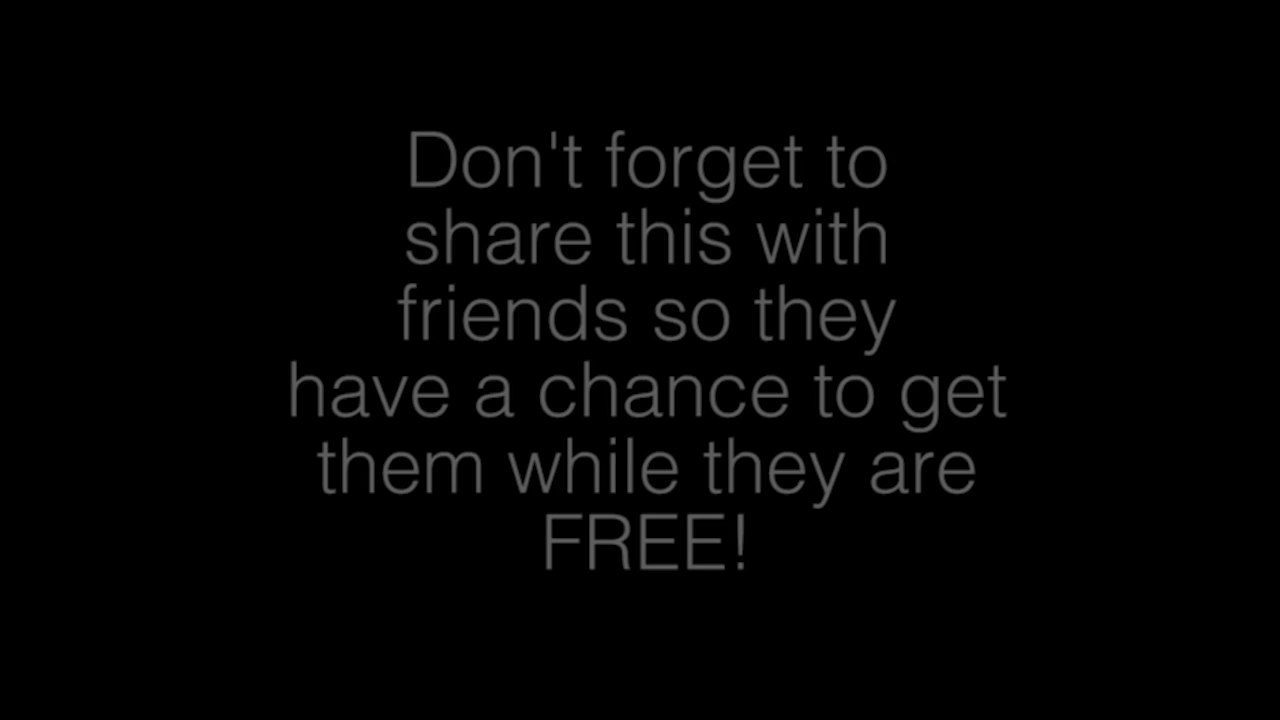 Don't forget to
share this with
friends so they
have a chance to get
them while they are
FREE!